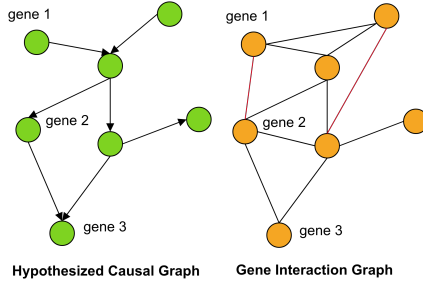 gene 1
gene 2
gene 3
Hypothesized Causal Graph
gene 1
gene 2
gene 3
Gene Interaction Graph